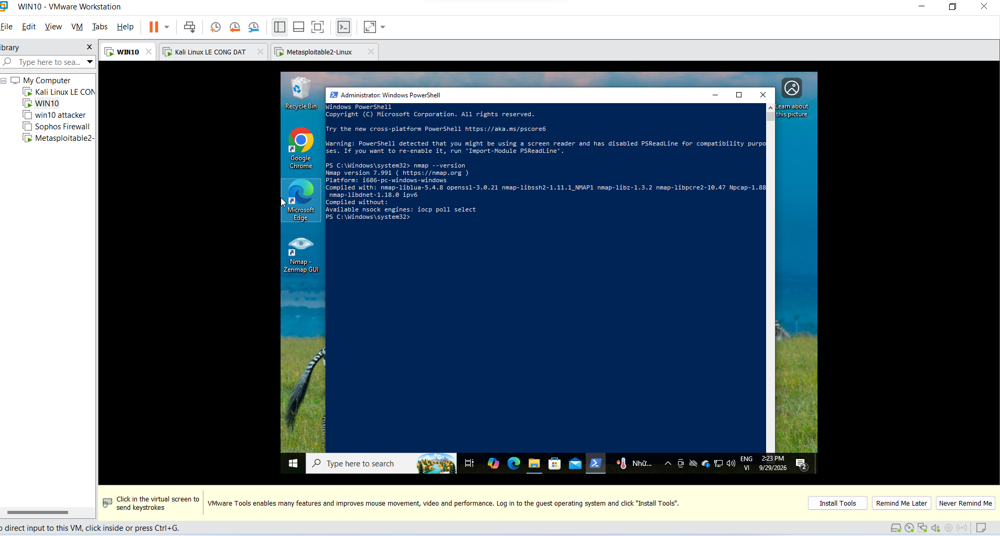 WIN10 - VMware Workstation
File Edit View VM Tabs Help
ibrary
Type here to sea...
My Computer
Kali Linux LE CON
WIN10
win10 attacker
Sophos Firewall
Metasploitable2-
WIN10
Kali Linux LE CONG DAT
Metasploitable2-Linux
Recycle Bin
Google
Chrome
Microsoft
Edge
Nmap -
Zenmap GUI
Learn about
this picture
Administrator: Windows PowerShell
Windows PowerShell
Copyright (C) Microsoft Corporation. All rights reserved.
Try the new cross-platform PowerShell https://aka.ms/pscore6
Warning: PowerShell detected that you might be using a screen reader and has disabled PSReadLine for compatibility purpo
ses. If you want to re-enable it, run 'Import-Module PSReadLine'.
PS C:\Windows\system32> nmap --version
Nmap version 7.991 ( https://nmap.org )
Platform: i686-pc-windows-windows
Compiled with: nmap-liblua-5.4.8 openssl-3.0.21 nmap-libssh2-1.11.1_NMAP1 nmap-libz-1.3.2 nmap-libpcre2-10.47 Npcap-1.88
nmap-libdnet-1.18.0 ipv6
Compiled without:
Available nsock engines: iocp poll select
PS C:\Windows\system32>
Type here to search
Nhữ...
ENG
VI
2:23 PM
9/29/2026
2
Click in the virtual screen to
send keystrokes
VMware Tools enables many features and improves mouse movement, video and performance. Log in to the guest operating system and click "Install Tools".
Install Tools
Remind Me Later
Never Remind Me
o direct input to this VM, click inside or press Ctrl+G.